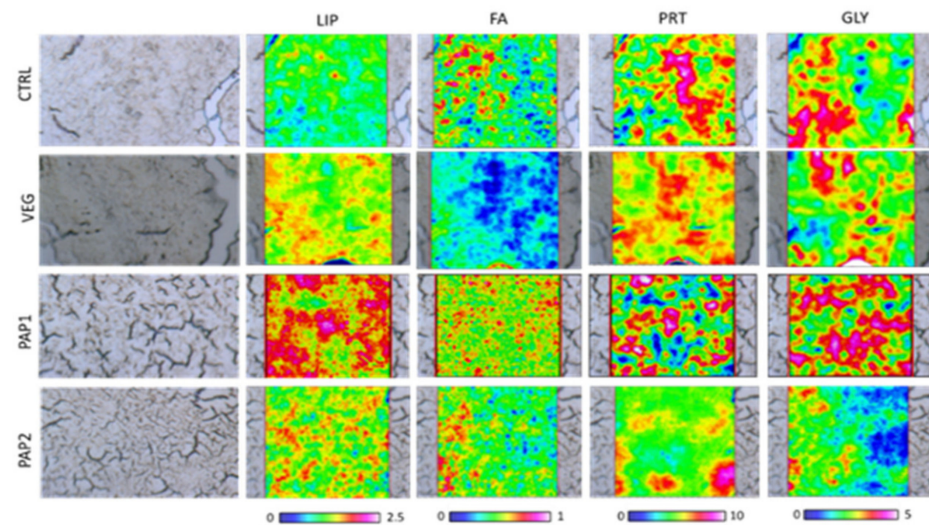 LIP FA PRT GLY
CTRL
VEG
PAP1
PAP2
0 2.5 0 1 0 10 0 5